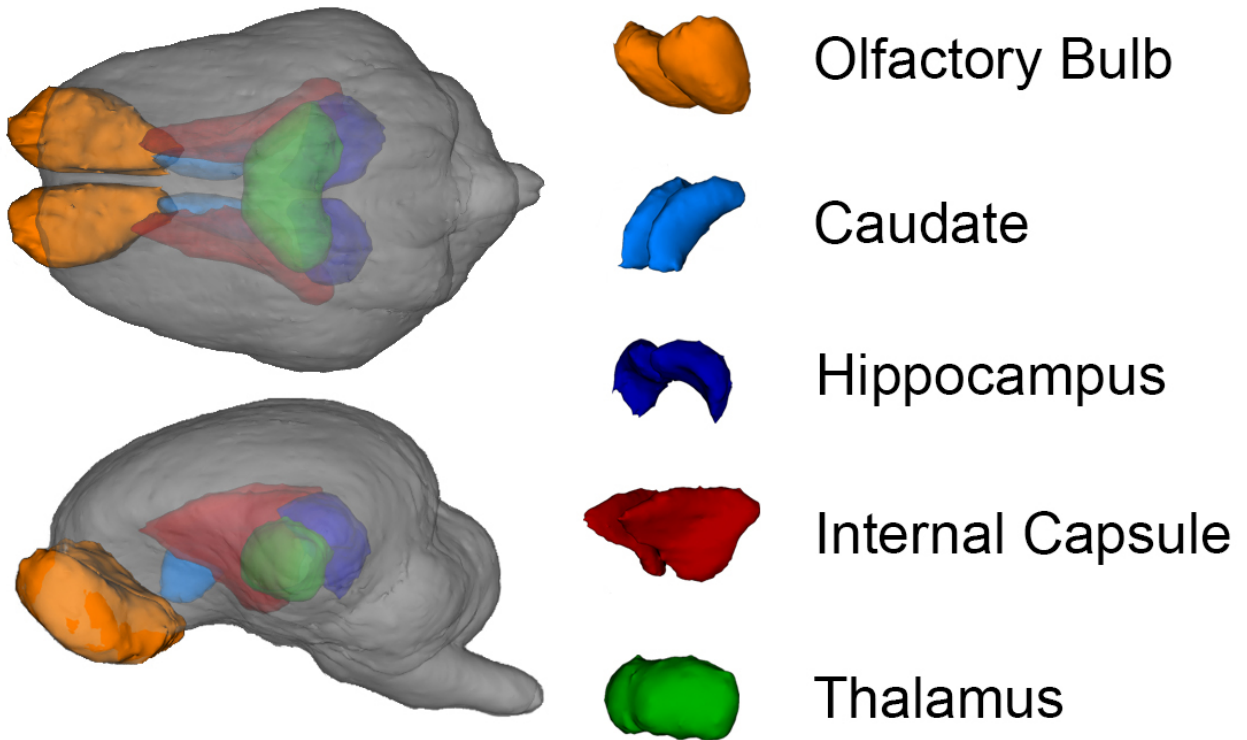 Olfactory Bulb
Caudate
Hippocampus
Internal Capsule
Thalamus